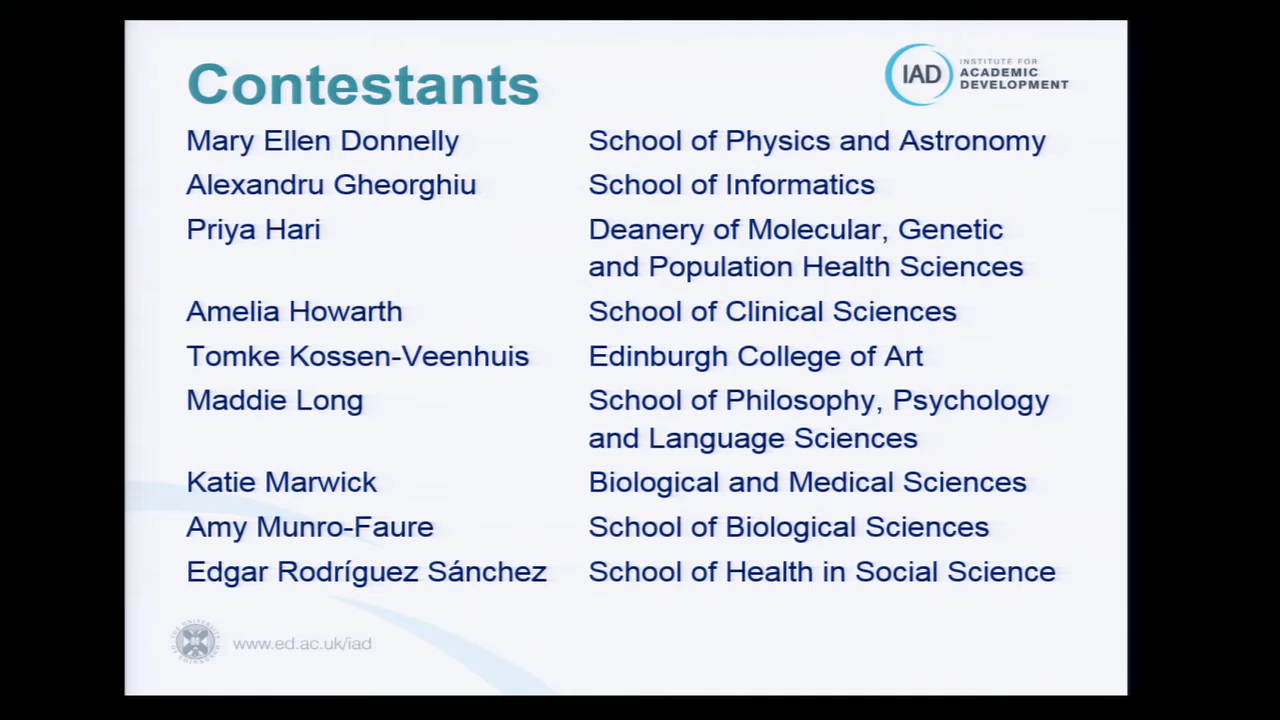 Contestants
IAD
INSTITUTE FOR
ACADEMIC
DEVELOPMENT
Mary Ellen Donnelly School of Physics and Astronomy
Alexandru Gheorghiu School of Informatics
Priya Hari Deanery of Molecular, Genetic
and Population Health Sciences
Amelia Howarth School of Clinical Sciences
Tomke Kossen-Veenhuis Edinburgh College of Art
Maddie Long School of Philosophy, Psychology
and Language Sciences
Katie Marwick Biological and Medical Sciences
Amy Munro-Faure School of Biological Sciences
Edgar Rodríguez Sánchez School of Health in Social Science
THE UNIVERSITY
OF EDINBURGH
www.ed.ac.uk/iad